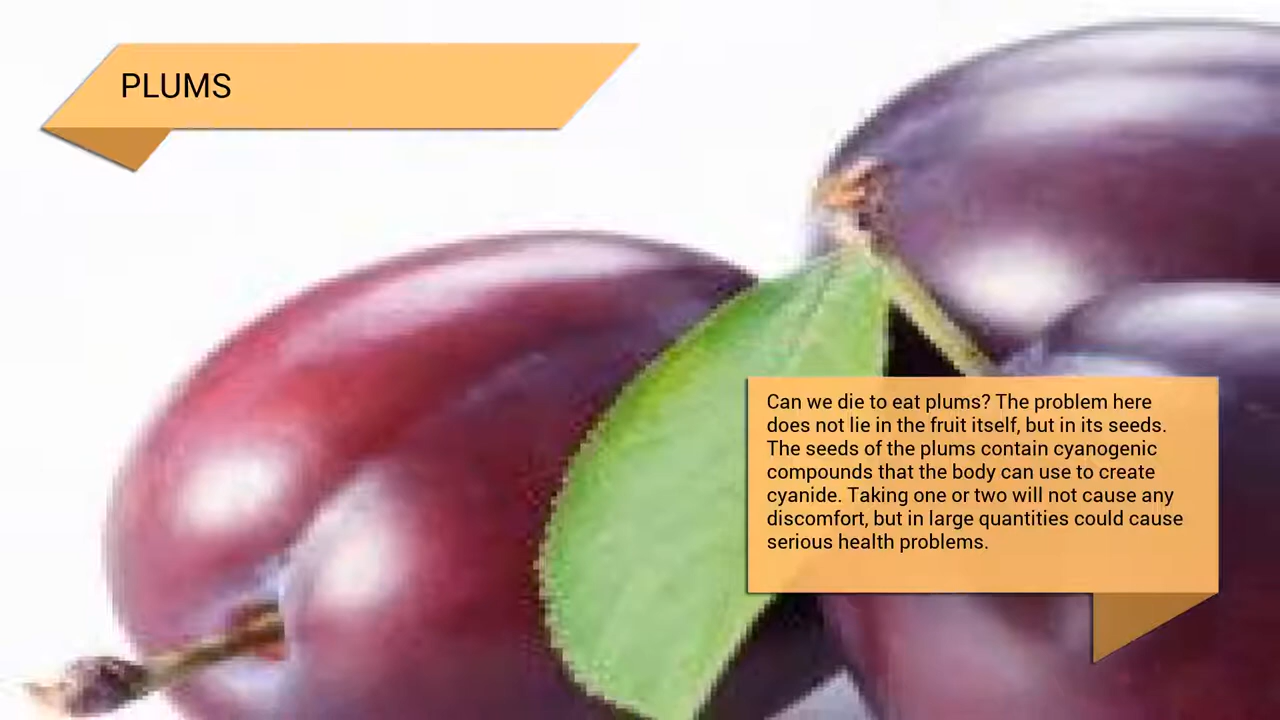 PLUMS
Can we die to eat plums? The problem here
does not lie in the fruit itself, but in its seeds.
The seeds of the plums contain cyanogenic
compounds that the body can use to create
cyanide. Taking one or two will not cause any
discomfort, but in large quantities could cause
serious health problems.